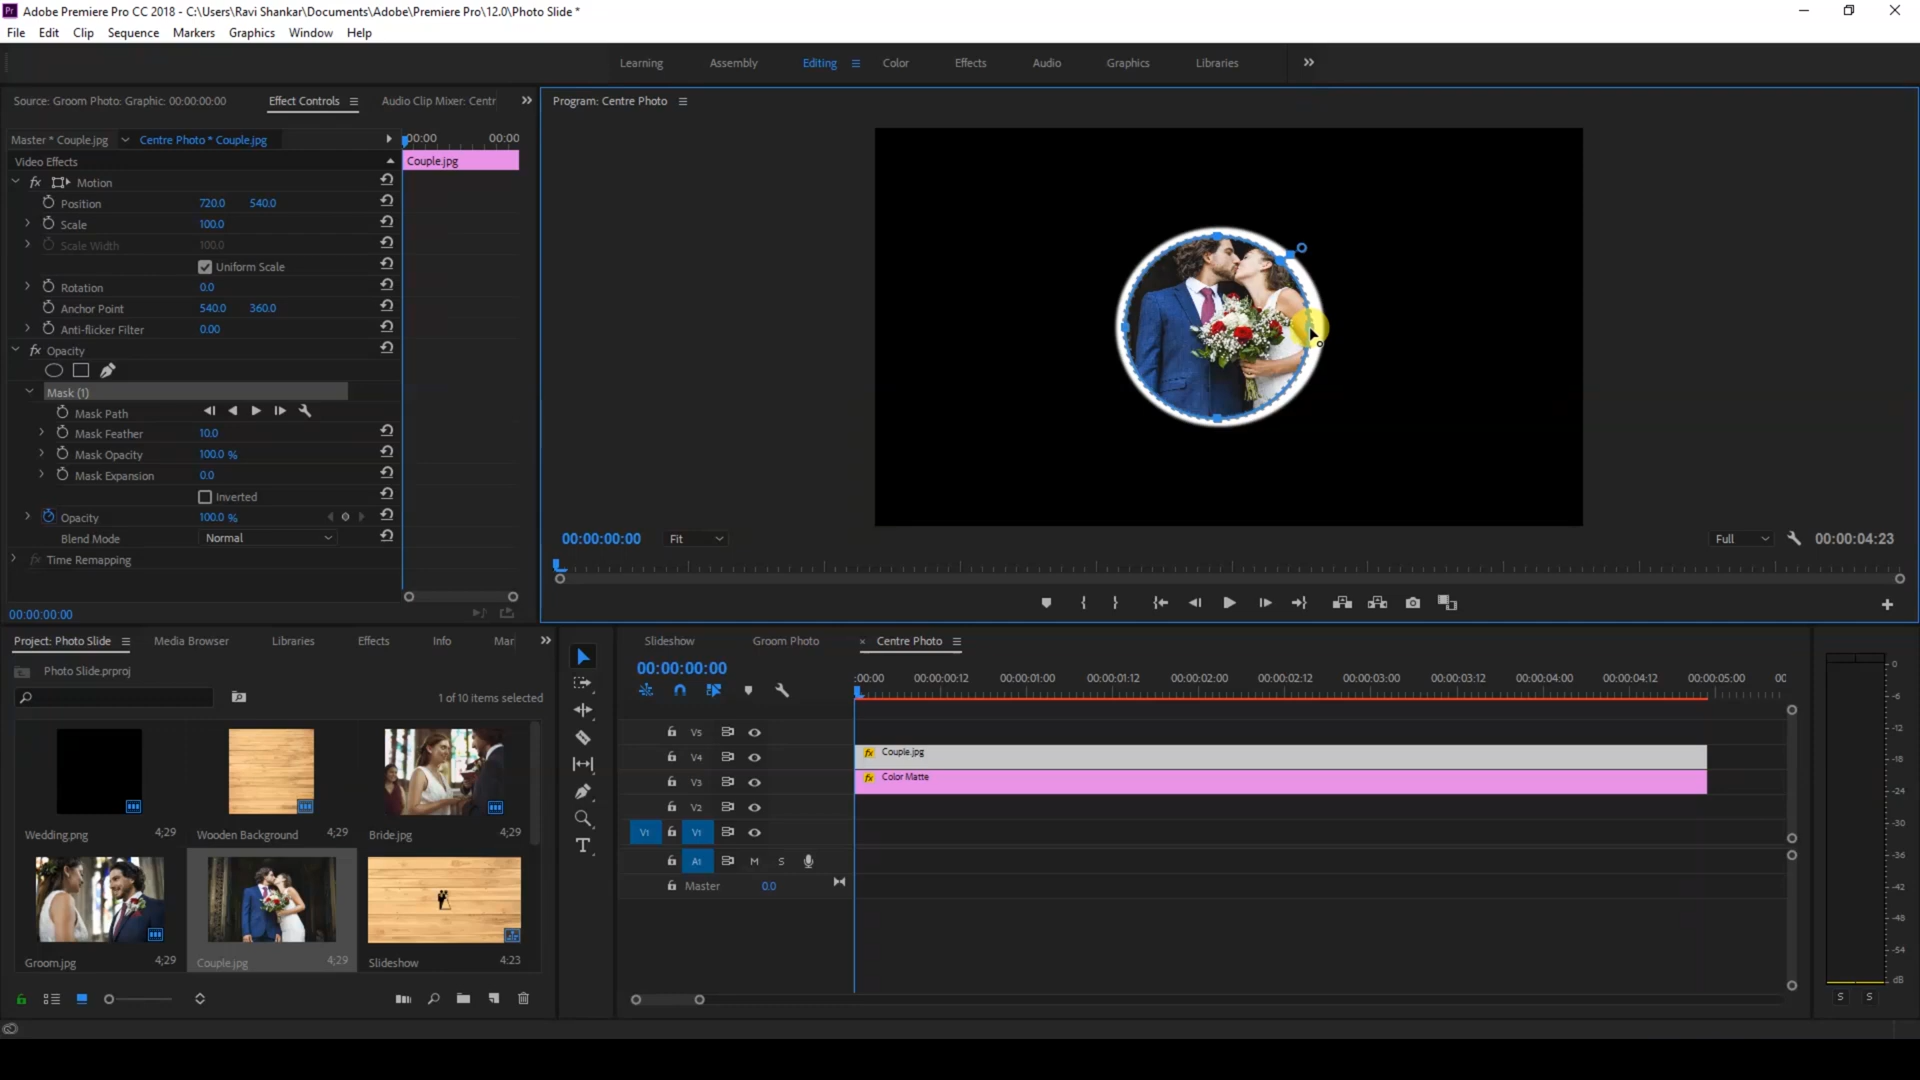 Adobe Premiere Pro CC 2018 - C:\Users\Ravi Shankar\Documents\Adobe\Premiere Pro\12.0\Photo Slide *
File Edit Clip Sequence Markers Graphics Window Help
Learning Assembly Editing Color Effects Audio Graphics Libraries
Source: Groom Photo: Graphic: 00:00:00:00 Effect Controls Audio Clip Mixer: Centr
Program: Centre Photo
Master * Couple.jpg Centre Photo * Couple.jpg :00:00 00:00
Video Effects
Couple.jpg
fx Motion
Position 720.0 540.0
Scale 100.0
Scale Width 100.0
Uniform Scale
Rotation 0.0
Anchor Point 540.0 360.0
Anti-flicker Filter 0.00
fx Opacity
Mask (1)
Mask Path
Mask Feather 10.0
Mask Opacity 100.0 %
Mask Expansion 0.0
Inverted
Opacity 100.0 %
Blend Mode Normal
fx Time Remapping
00:00:00:00
00:00:00:00 Fit Full 00:00:04:23
Project: Photo Slide Media Browser Libraries Effects Info Mar
Photo Slide.prproj
1 of 10 items selected
Wedding.png 4;29
Wooden Background 4;29
Bride.jpg 4;29
Groom.jpg 4;29
Couple.jpg 4;29
Slideshow 4:23
Slideshow Groom Photo × Centre Photo
00:00:00:00
:00:00 00:00:00:12 00:00:01:00 00:00:01:12 00:00:02:00 00:00:02:12 00:00:03:00 00:00:03:12 00:00:04:00 00:00:04:12 00:00:05:00 00
V5
V4 fx Couple.jpg
V3 fx Color Matte
V2
V1 V1
A1 M S
Master 0.0
T
0
-6
-12
-18
-24
-30
-36
-42
-48
-54
dB
S S